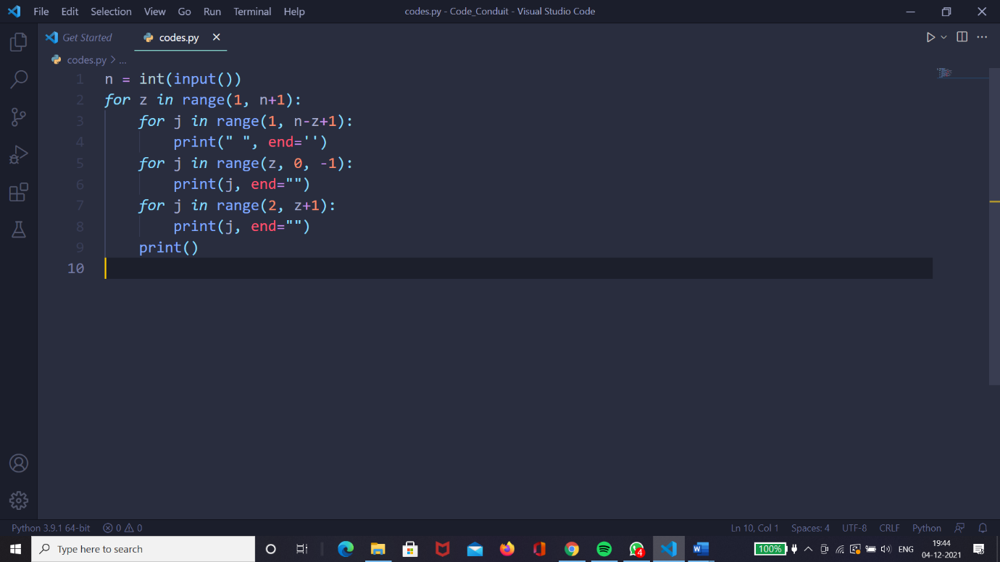 File Edit Selection View Go Run Terminal Help codes.py - Code_Conduit - Visual Studio Code
Get Started codes.py
codes.py > ...
1 n = int(input())
2 for z in range(1, n+1):
3     for j in range(1, n-z+1):
4         print(" ", end='')
5     for j in range(z, 0, -1):
6         print(j, end="")
7     for j in range(2, z+1):
8         print(j, end="")
9     print()
10
Python 3.9.1 64-bit 0 0 Ln 10, Col 1 Spaces: 4 UTF-8 CRLF Python
Type here to search 4 100% ENG 19:44
04-12-2021